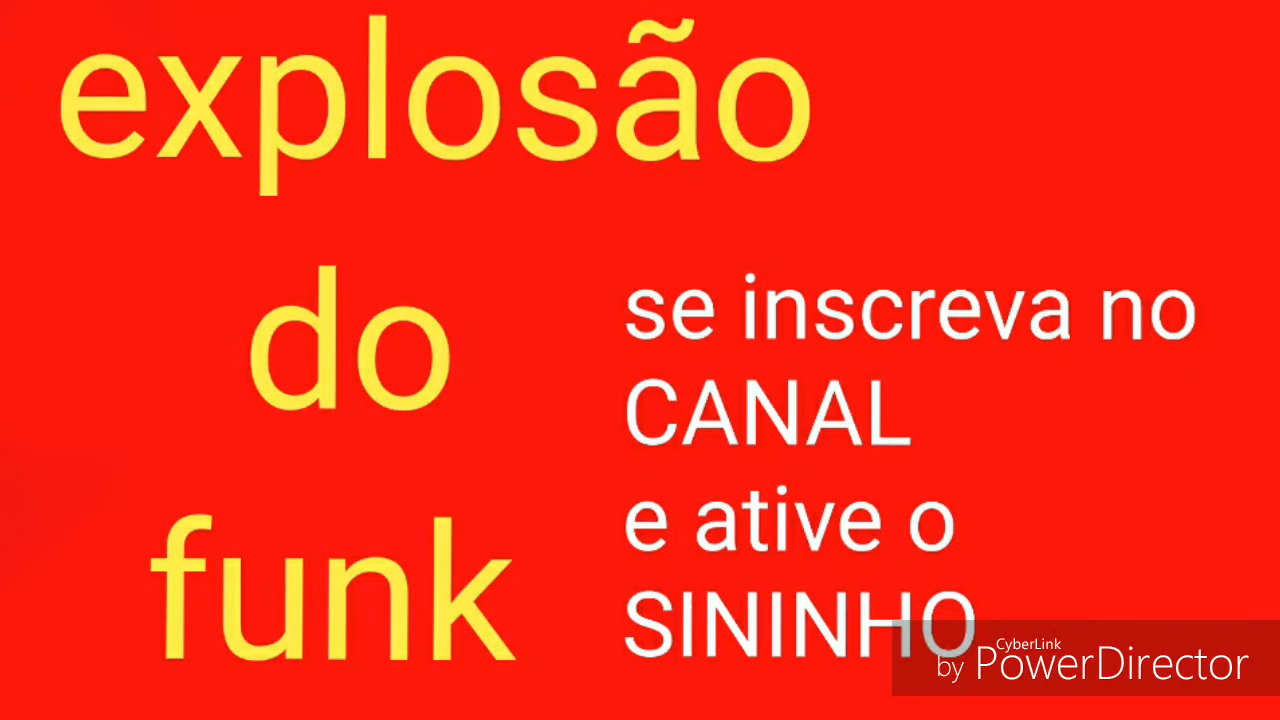 explosão
do
funk
se inscreva no
CANAL
e ative o
SININHO
CyberLink
by PowerDirector